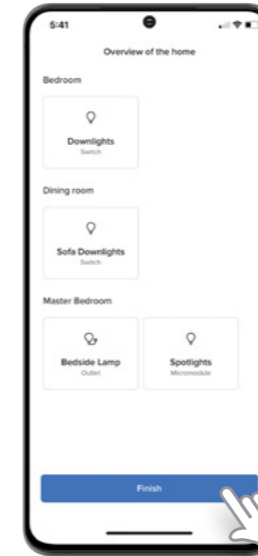 5:41
Overview of the home
Bedroom
Downlights
Switch
Dining room
Sofa Downlights
Switch
Master Bedroom
Bedside Lamp
Outlet
Spotlights
Micromodule
Finish